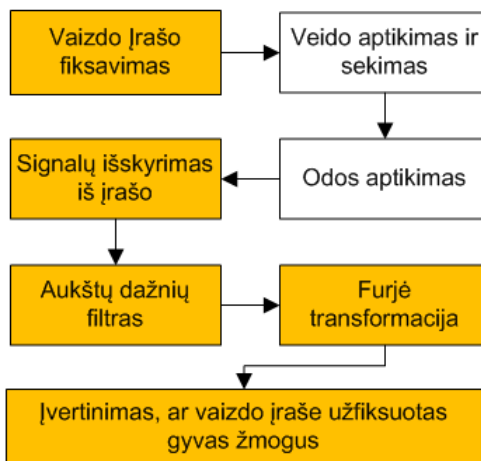 Vaizdo Įrašo
fiksavimas
Veido aptikimas ir
sekimas
Odos aptikimas
Signalų išskyrimas
iš įrašo
Aukštų dažnių
filtras
Furjė
transformacija
Įvertinimas, ar vaizdo įraše užfiksuotas
gyvas žmogus